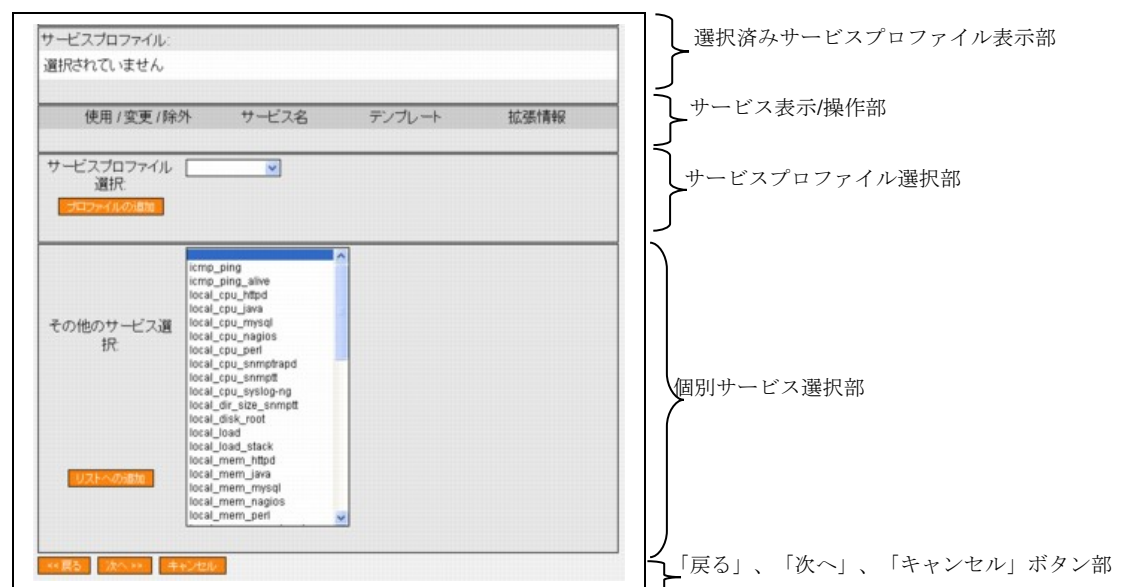 サービスプロファイル:
選択されていません
選択済みサービスプロファイル表示部
使用 / 変更 / 除外 サービス名 テンプレート 拡張情報
サービス表示/操作部
サービスプロファイル
選択:
プロファイルの追加
サービスプロファイル選択部
その他のサービス選
択:
リストへの追加
icmp_ping
icmp_ping_alive
local_cpu_httpd
local_cpu_java
local_cpu_mysql
local_cpu_nagios
local_cpu_perl
local_cpu_snmptrapd
local_cpu_snmptt
local_cpu_syslog-ng
local_dir_size_snmptt
local_disk_root
local_load
local_load_stack
local_mem_httpd
local_mem_java
local_mem_mysql
local_mem_nagios
local_mem_perl
個別サービス選択部
<< 戻る 次へ >> キャンセル
「戻る」、「次へ」、「キャンセル」ボタン部